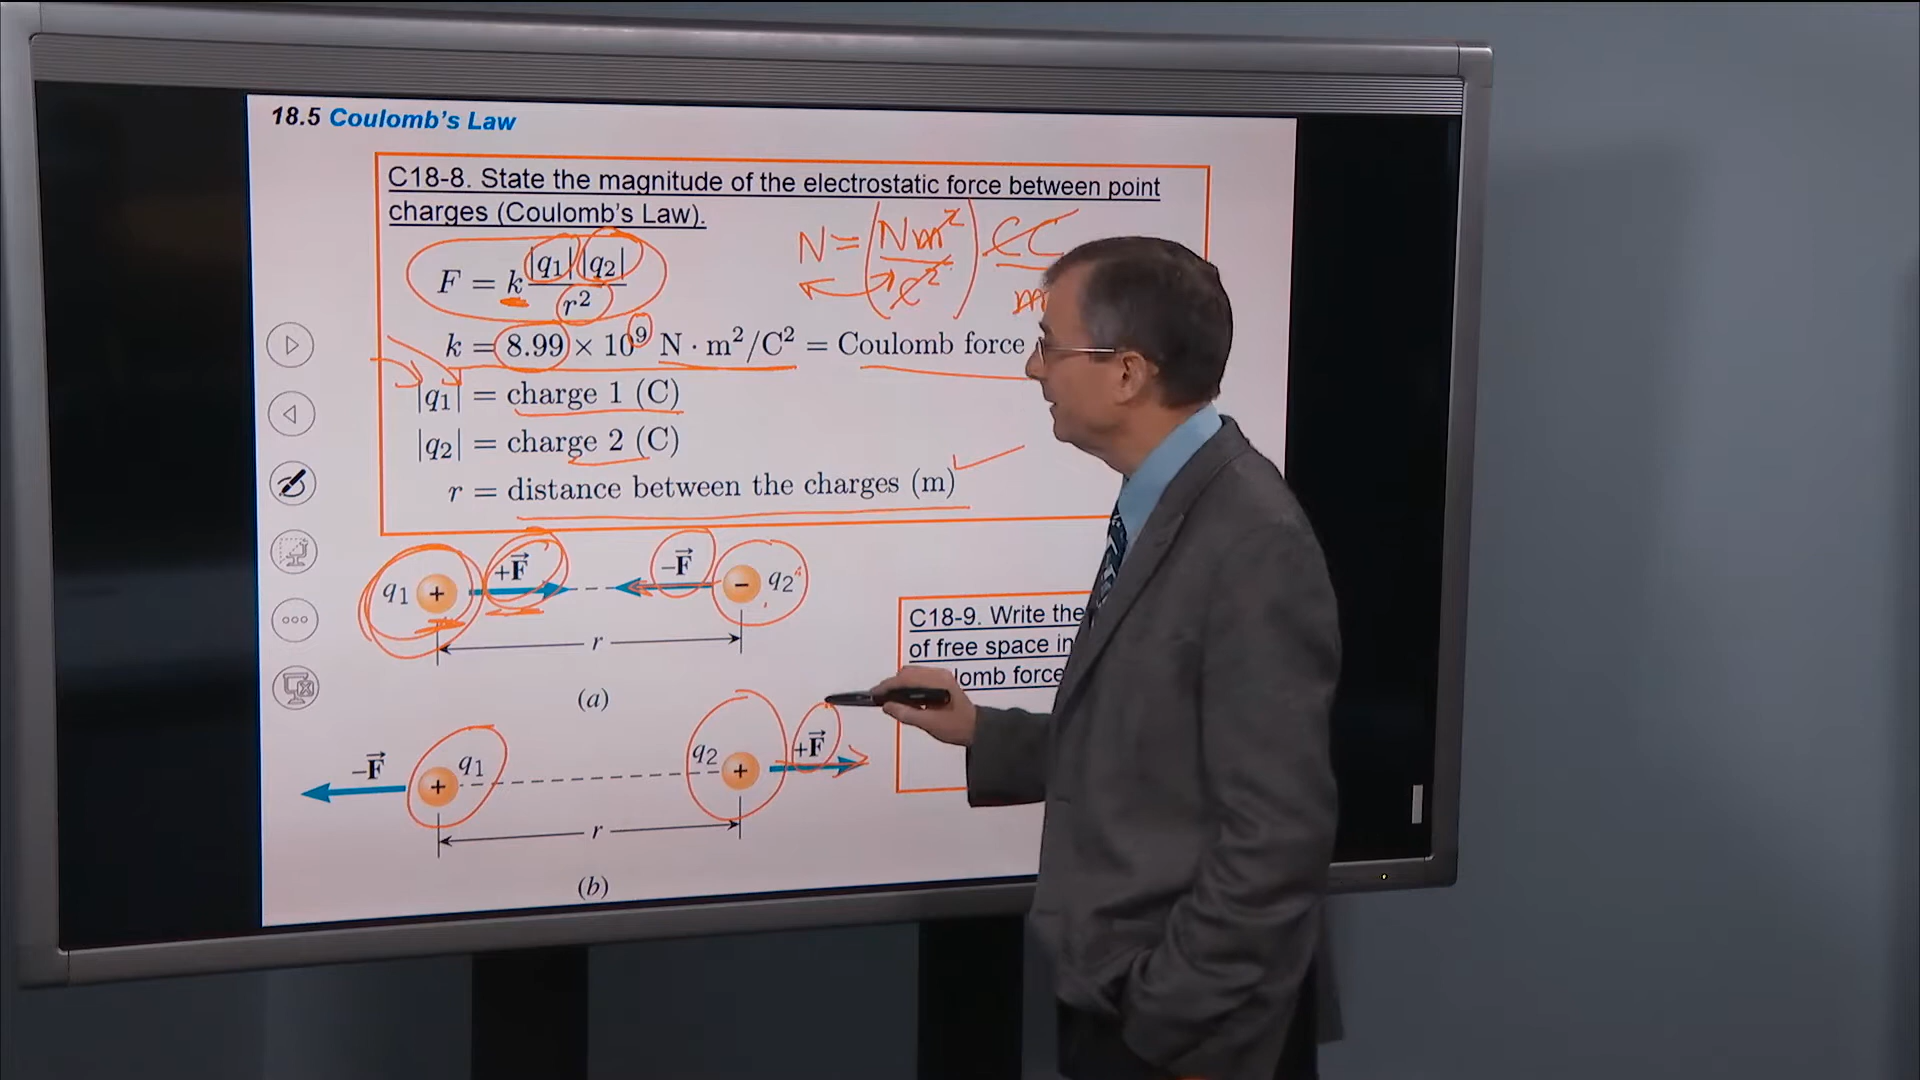 18.5 Coulomb's Law
C18-8. State the magnitude of the electrostatic force between point
charges (Coulomb's Law).
F = k |q₁||q₂| / r²
N = (Nm² / C²) CC / m
k = 8.99 × 10⁹ N · m²/C² = Coulomb force
|q₁| = charge 1 (C)
|q₂| = charge 2 (C)
r = distance between the charges (m)
q₁ + +F⃗ −F⃗ − q₂
r
(a)
C18-9. Write the
of free space in
lomb force
−F⃗ + q₁ q₂ + +F⃗
r
(b)